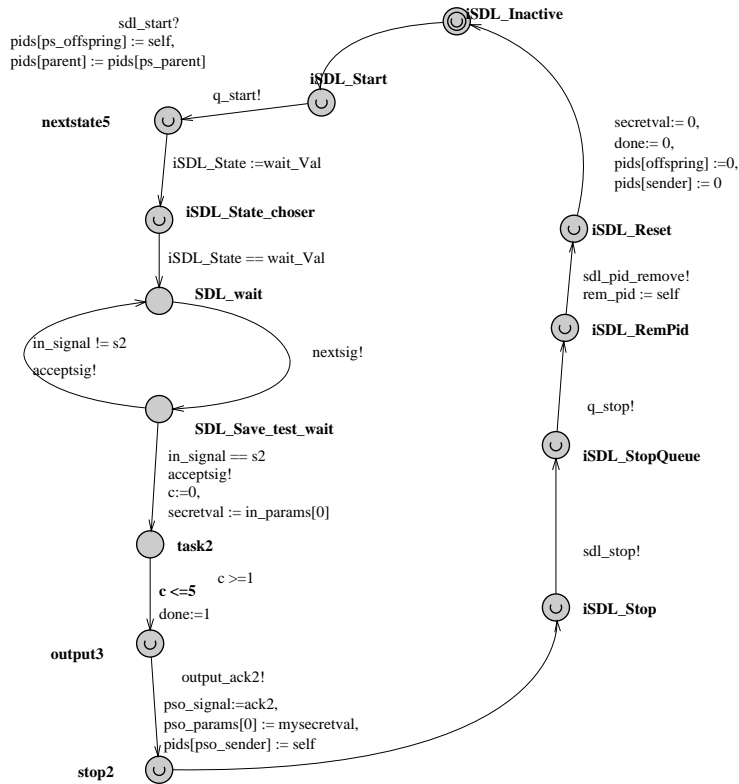 sdl_start?
pids[ps_offspring] := self,
pids[parent] := pids[ps_parent]
iSDL_Inactive
iSDL_Start
q_start!
nextstate5
iSDL_State :=wait_Val
iSDL_State_choser
iSDL_State == wait_Val
SDL_wait
in_signal != s2
acceptsig!
nextsig!
SDL_Save_test_wait
in_signal == s2
acceptsig!
c:=0,
secretval := in_params[0]
task2
c <=5
c >=1
done:=1
output3
output_ack2!
pso_signal:=ack2,
pso_params[0] := mysecretval,
pids[pso_sender] := self
stop2
secretval:= 0,
done:= 0,
pids[offspring] :=0,
pids[sender] := 0
iSDL_Reset
sdl_pid_remove!
rem_pid := self
iSDL_RemPid
q_stop!
iSDL_StopQueue
sdl_stop!
iSDL_Stop